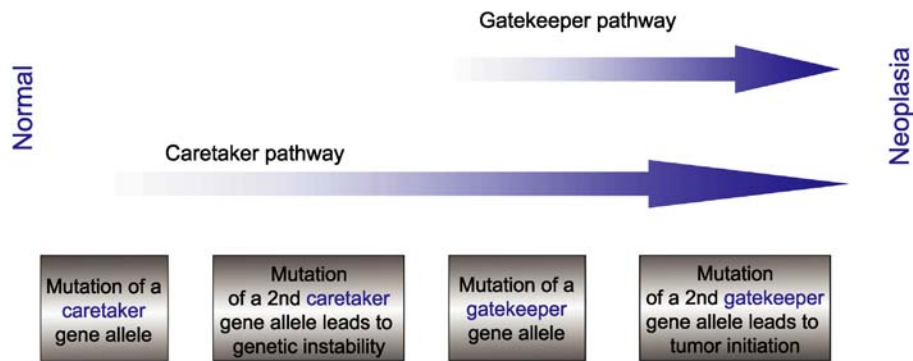 Gatekeeper pathway
Normal
Neoplasia
Caretaker pathway
Mutation of a
caretaker
gene allele
Mutation
of a 2nd caretaker
gene allele leads to
genetic instability
Mutation of a
gatekeeper
gene allele
Mutation
of a 2nd gatekeeper
gene allele leads to
tumor initiation